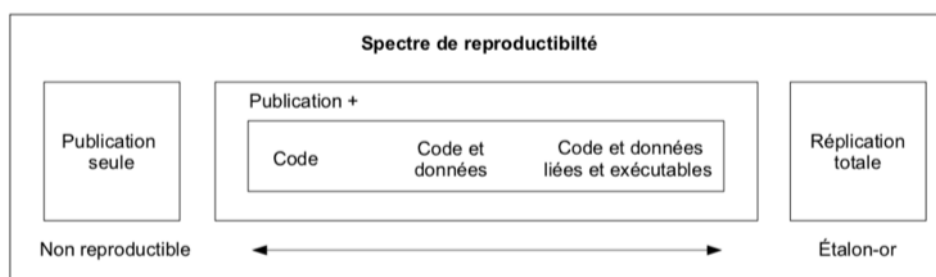 Spectre de reproductibilté
Publication
seule
Publication +
Code
Code et
données
Code et données
liées et exécutables
Réplication
totale
Non reproductible
Étalon-or